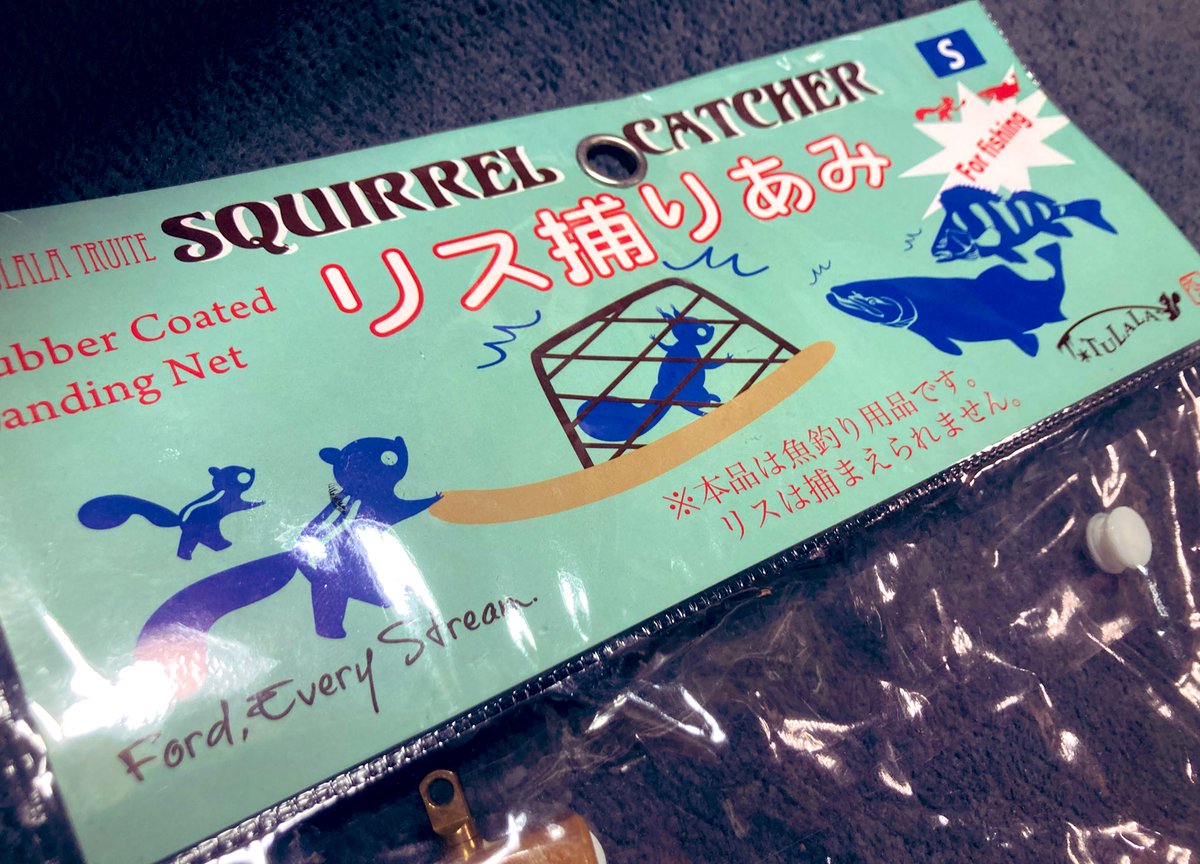 SQUIRREL CATCHER
S
LALA TRUITE
リス捕りあみ
For fishing
ubber Coated
anding Net
TULALA
※本品は魚釣り用品です。
リスは捕まえられません。
Ford, Every Stream.